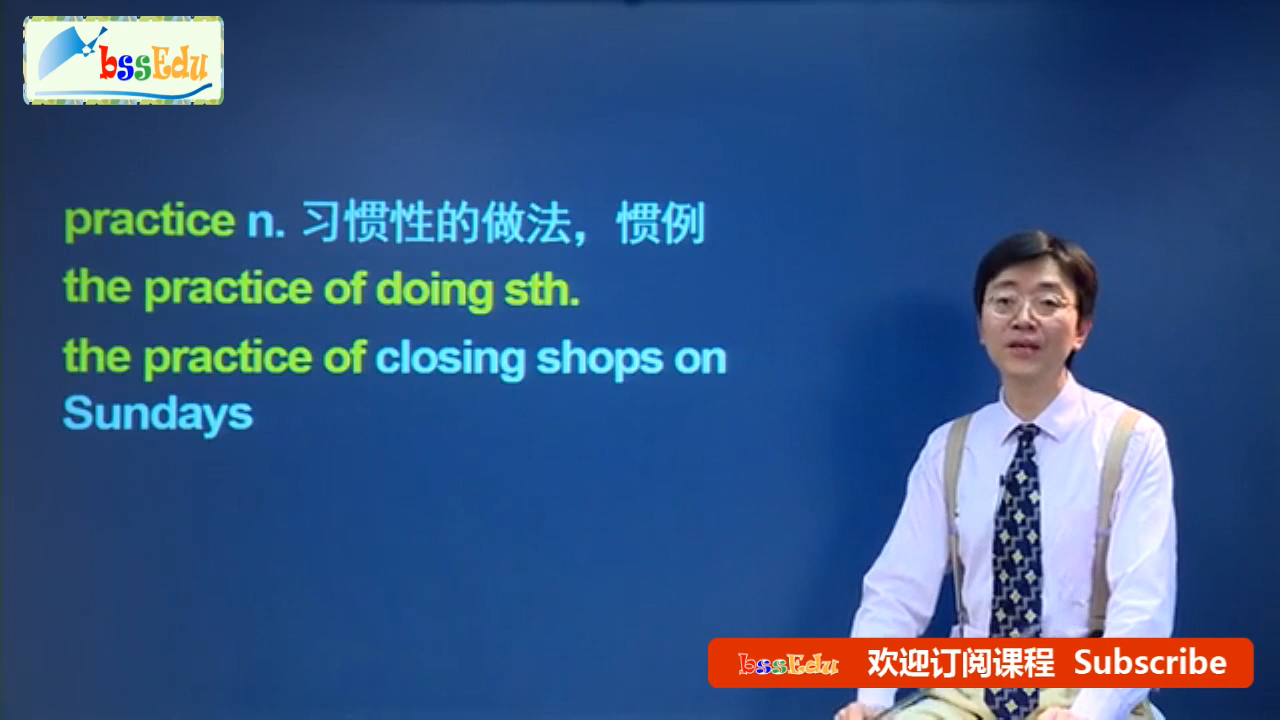 bssEdu
practice n. 习惯性的做法，惯例
the practice of doing sth.
the practice of closing shops on
Sundays
bssEdu 欢迎订阅课程 Subscribe